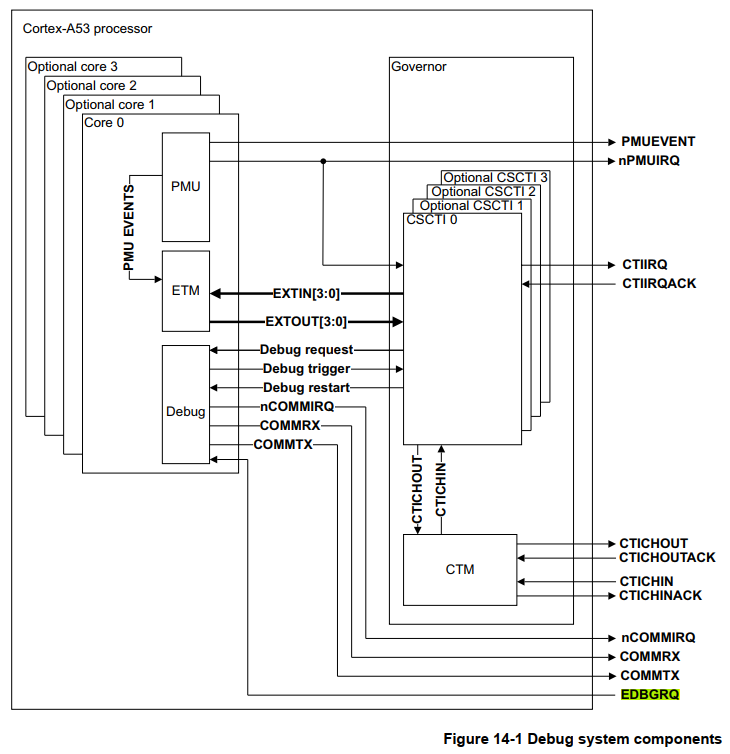 Cortex-A53 processor
Optional core 3
Optional core 2
Optional core 1
Core 0
PMU
PMU EVENTS
ETM
Debug
Governor
Optional CSCTI 3
Optional CSCTI 2
Optional CSCTI 1
CSCTI 0
EXTIN[3:0]
EXTOUT[3:0]
Debug request
Debug trigger
Debug restart
nCOMMIRQ
COMMRX
COMMTX
CTICHOUT
CTICHIN
CTM
PMUEVENT
nPMUIRQ
CTIIRQ
CTIIRQACK
CTICHOUT
CTICHOUTACK
CTICHIN
CTICHINACK
nCOMMIRQ
COMMRX
COMMTX
EDBGRQ
Figure 14-1 Debug system components